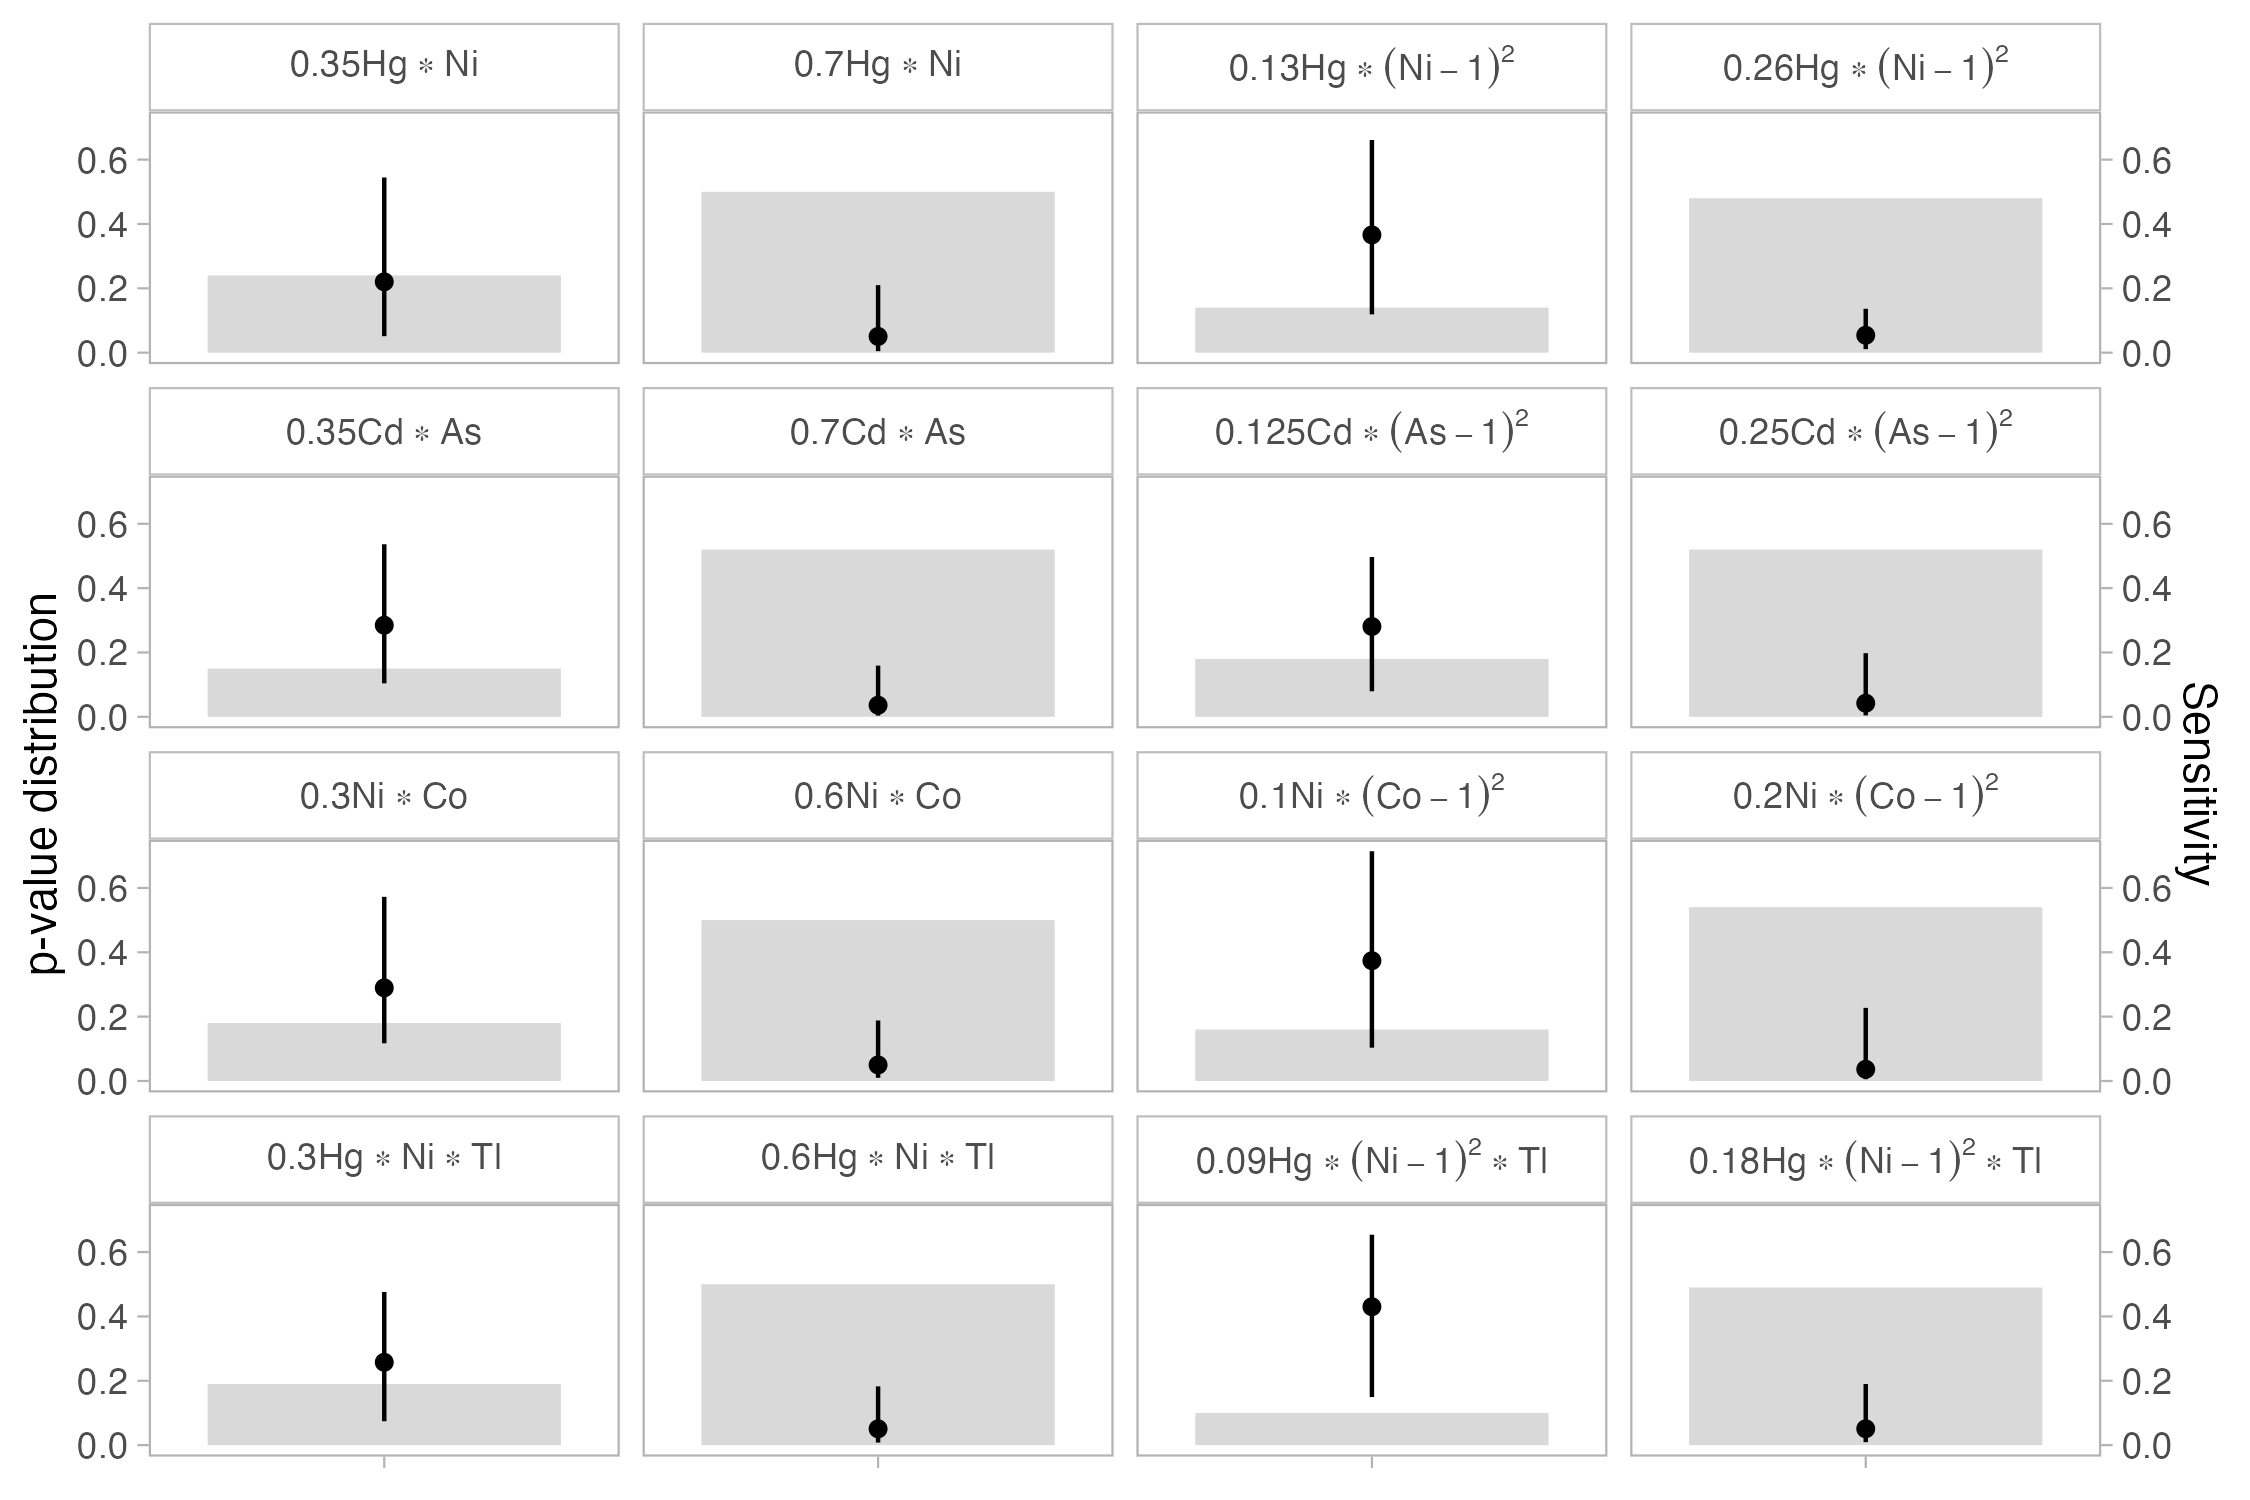 0.35Hg ∗ Ni
0.7Hg ∗ Ni
0.13Hg ∗ (Ni − 1)²
0.26Hg ∗ (Ni − 1)²
0.6
0.4
0.2
0.0
0.6
0.4
0.2
0.0
0.35Cd ∗ As
0.7Cd ∗ As
0.125Cd ∗ (As − 1)²
0.25Cd ∗ (As − 1)²
0.6
0.4
0.2
0.0
0.6
0.4
0.2
0.0
p-value distribution
Sensitivity
0.3Ni ∗ Co
0.6Ni ∗ Co
0.1Ni ∗ (Co − 1)²
0.2Ni ∗ (Co − 1)²
0.6
0.4
0.2
0.0
0.6
0.4
0.2
0.0
0.3Hg ∗ Ni ∗ Tl
0.6Hg ∗ Ni ∗ Tl
0.09Hg ∗ (Ni − 1)² ∗ Tl
0.18Hg ∗ (Ni − 1)² ∗ Tl
0.6
0.4
0.2
0.0
0.6
0.4
0.2
0.0